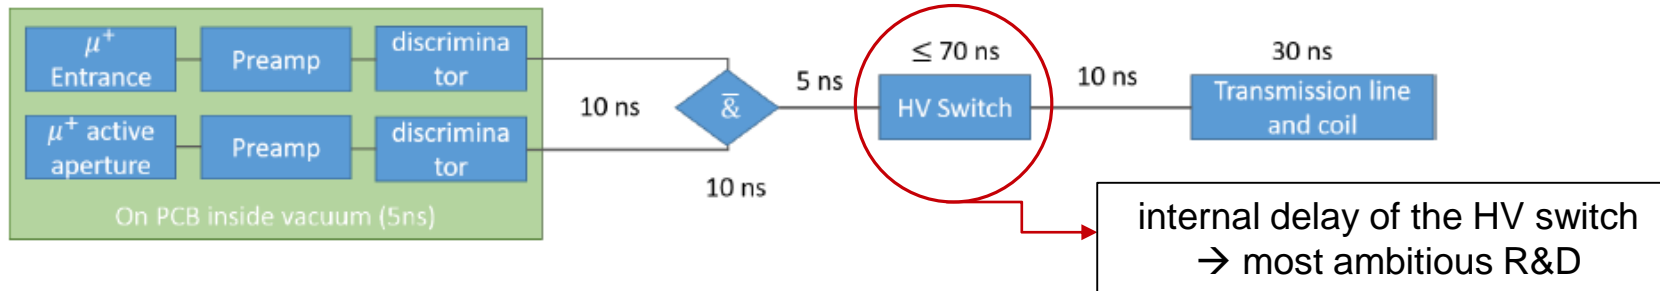 μ⁺
Entrance
Preamp
discrimina
tor
μ⁺ active
aperture
Preamp
discrimina
tor
On PCB inside vacuum (5ns)
10 ns
&̅
10 ns
5 ns
≤ 70 ns
HV Switch
10 ns
30 ns
Transmission line
and coil
internal delay of the HV switch
→ most ambitious R&D